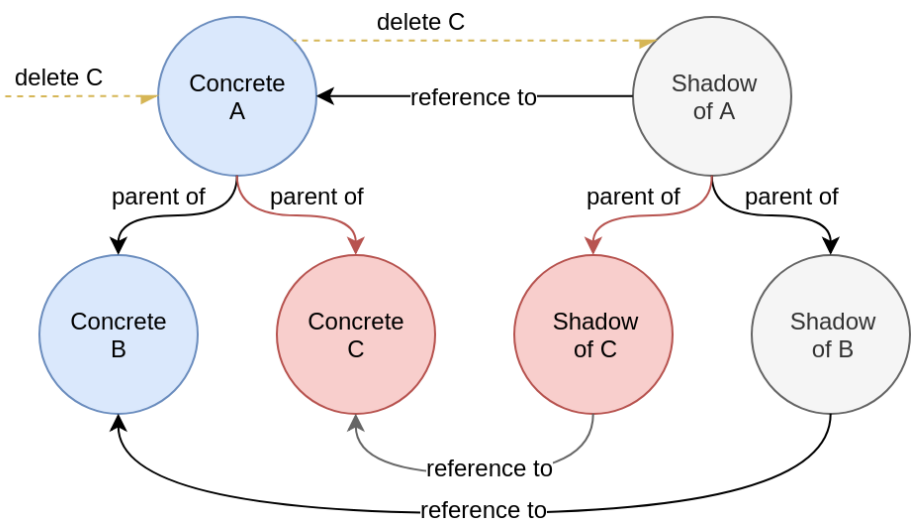 delete C
delete C
Concrete
A
reference to
Shadow
of A
parent of
parent of
parent of
parent of
Concrete
B
Concrete
C
Shadow
of C
Shadow
of B
reference to
reference to